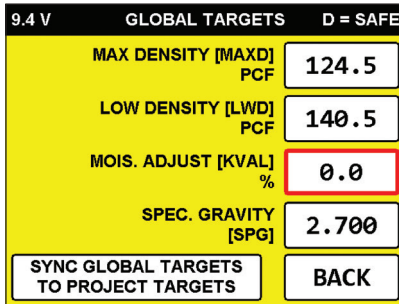 9.4 V GLOBAL TARGETS D = SAFE
MAX DENSITY [MAXD]
PCF
124.5
LOW DENSITY [LWD]
PCF
140.5
MOIS. ADJUST [KVAL]
%
0.0
SPEC. GRAVITY
[SPG]
2.700
SYNC GLOBAL TARGETS
TO PROJECT TARGETS
BACK